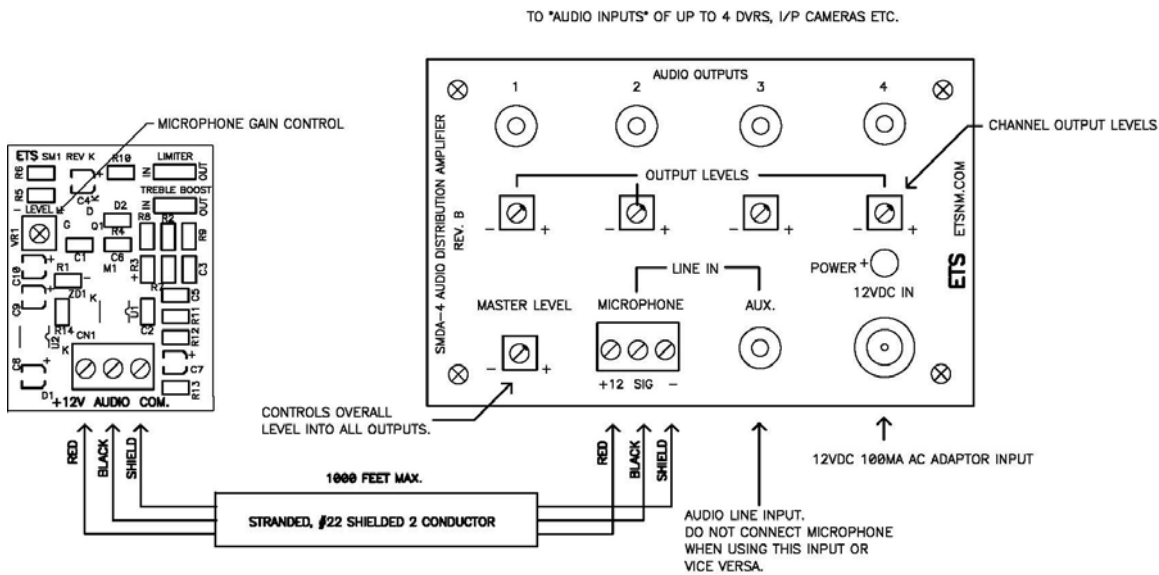 TO "AUDIO INPUTS" OF UP TO 4 DVRS, I/P CAMERAS ETC.
MICROPHONE GAIN CONTROL
ETS SM1 REV K
R6
R10
LIMITER
IN
OUT
R5
+
C4
K
TREBLE BOOST
IN
OUT
- LEVEL +
D
D2
G
Q1
R4
R8
R2
R9
VR1
C1
C6
C10
+
R1
-
M1
+
R3
C3
C9
+
ZD1
K
R7
C5
R14
U1
C2
R11
U2
CN1
R12
K
C8
+
+
C7
D1
R13
+12V AUDIO COM.
RED
BLACK
SHIELD
1000 FEET MAX.
STRANDED, #22 SHIELDED 2 CONDUCTOR
AUDIO OUTPUTS
1 2 3 4
SMDA-4 AUDIO DISTRIBUTION AMPLIFIER
REV. B
OUTPUT LEVELS
- + - + - + - +
CHANNEL OUTPUT LEVELS
ETSNM.COM
ETS
LINE IN
POWER +
12VDC IN
MASTER LEVEL
MICROPHONE
AUX.
- +
+12 SIG -
CONTROLS OVERALL
LEVEL INTO ALL OUTPUTS.
RED
BLACK
SHIELD
12VDC 100MA AC ADAPTOR INPUT
AUDIO LINE INPUT.
DO NOT CONNECT MICROPHONE
WHEN USING THIS INPUT OR
VICE VERSA.